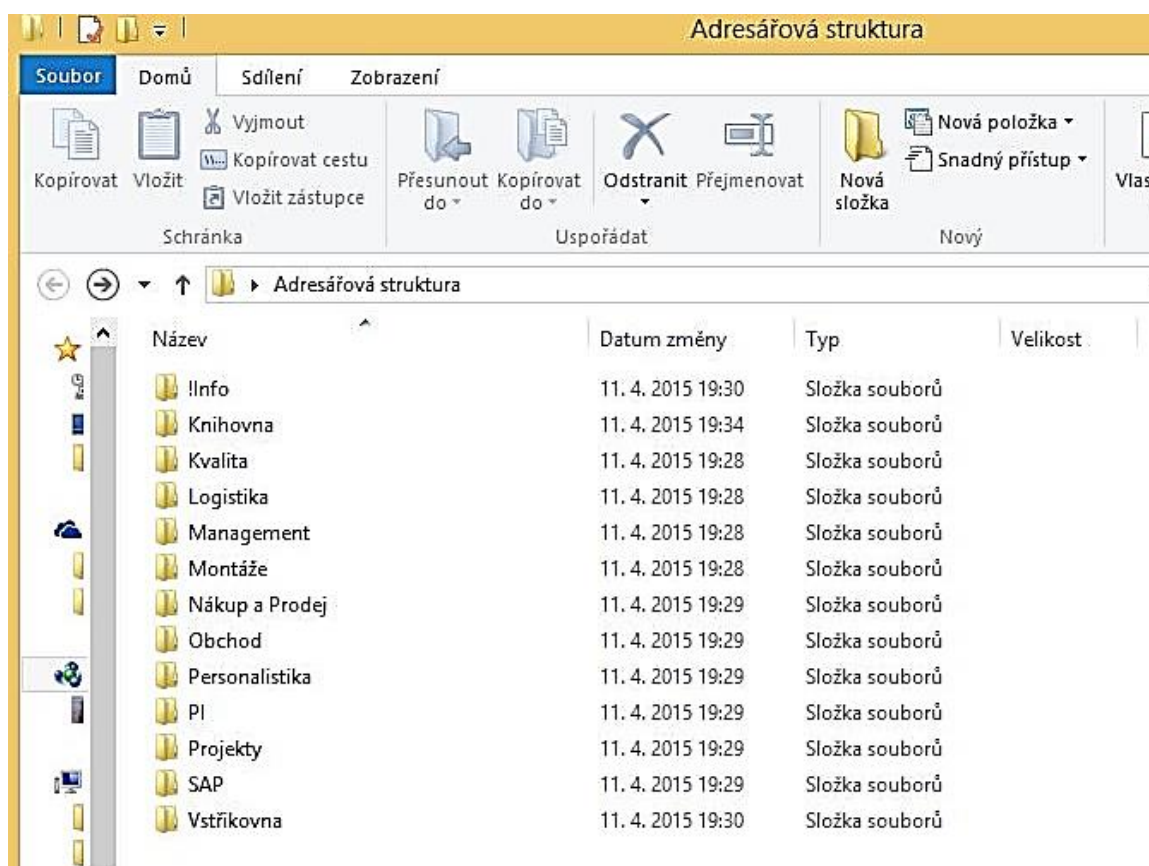 Adresářová struktura
Soubor Domů Sdílení Zobrazení
Kopírovat Vložit Vyjmout Kopírovat cestu Vložit zástupce
Přesunout do Kopírovat do Odstranit Přejmenovat
Nová složka Nová položka Snadný přístup
Schránka Uspořádat Nový
Adresářová struktura
Název Datum změny Typ Velikost
!Info 11. 4. 2015 19:30 Složka souborů
Knihovna 11. 4. 2015 19:34 Složka souborů
Kvalita 11. 4. 2015 19:28 Složka souborů
Logistika 11. 4. 2015 19:28 Složka souborů
Management 11. 4. 2015 19:28 Složka souborů
Montáže 11. 4. 2015 19:28 Složka souborů
Nákup a Prodej 11. 4. 2015 19:29 Složka souborů
Obchod 11. 4. 2015 19:29 Složka souborů
Personalistika 11. 4. 2015 19:29 Složka souborů
PI 11. 4. 2015 19:29 Složka souborů
Projekty 11. 4. 2015 19:29 Složka souborů
SAP 11. 4. 2015 19:29 Složka souborů
Vstřikovna 11. 4. 2015 19:30 Složka souborů